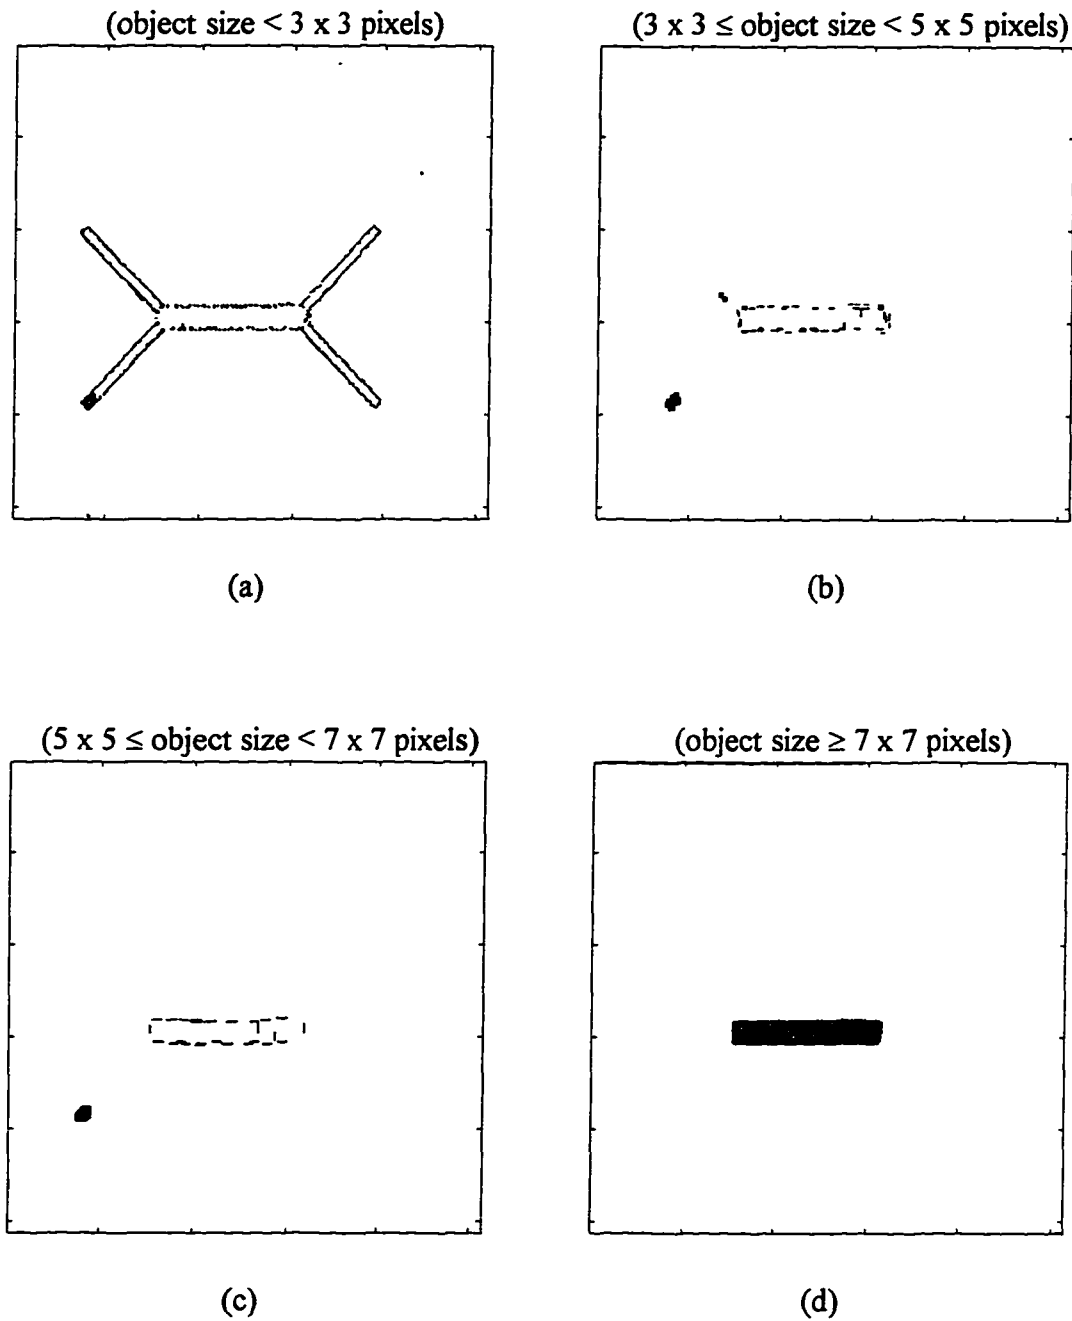 (object size < 3 x 3 pixels)
(3 x 3 ≤ object size < 5 x 5 pixels)
(a)
(b)
(5 x 5 ≤ object size < 7 x 7 pixels)
(object size ≥ 7 x 7 pixels)
(c)
(d)